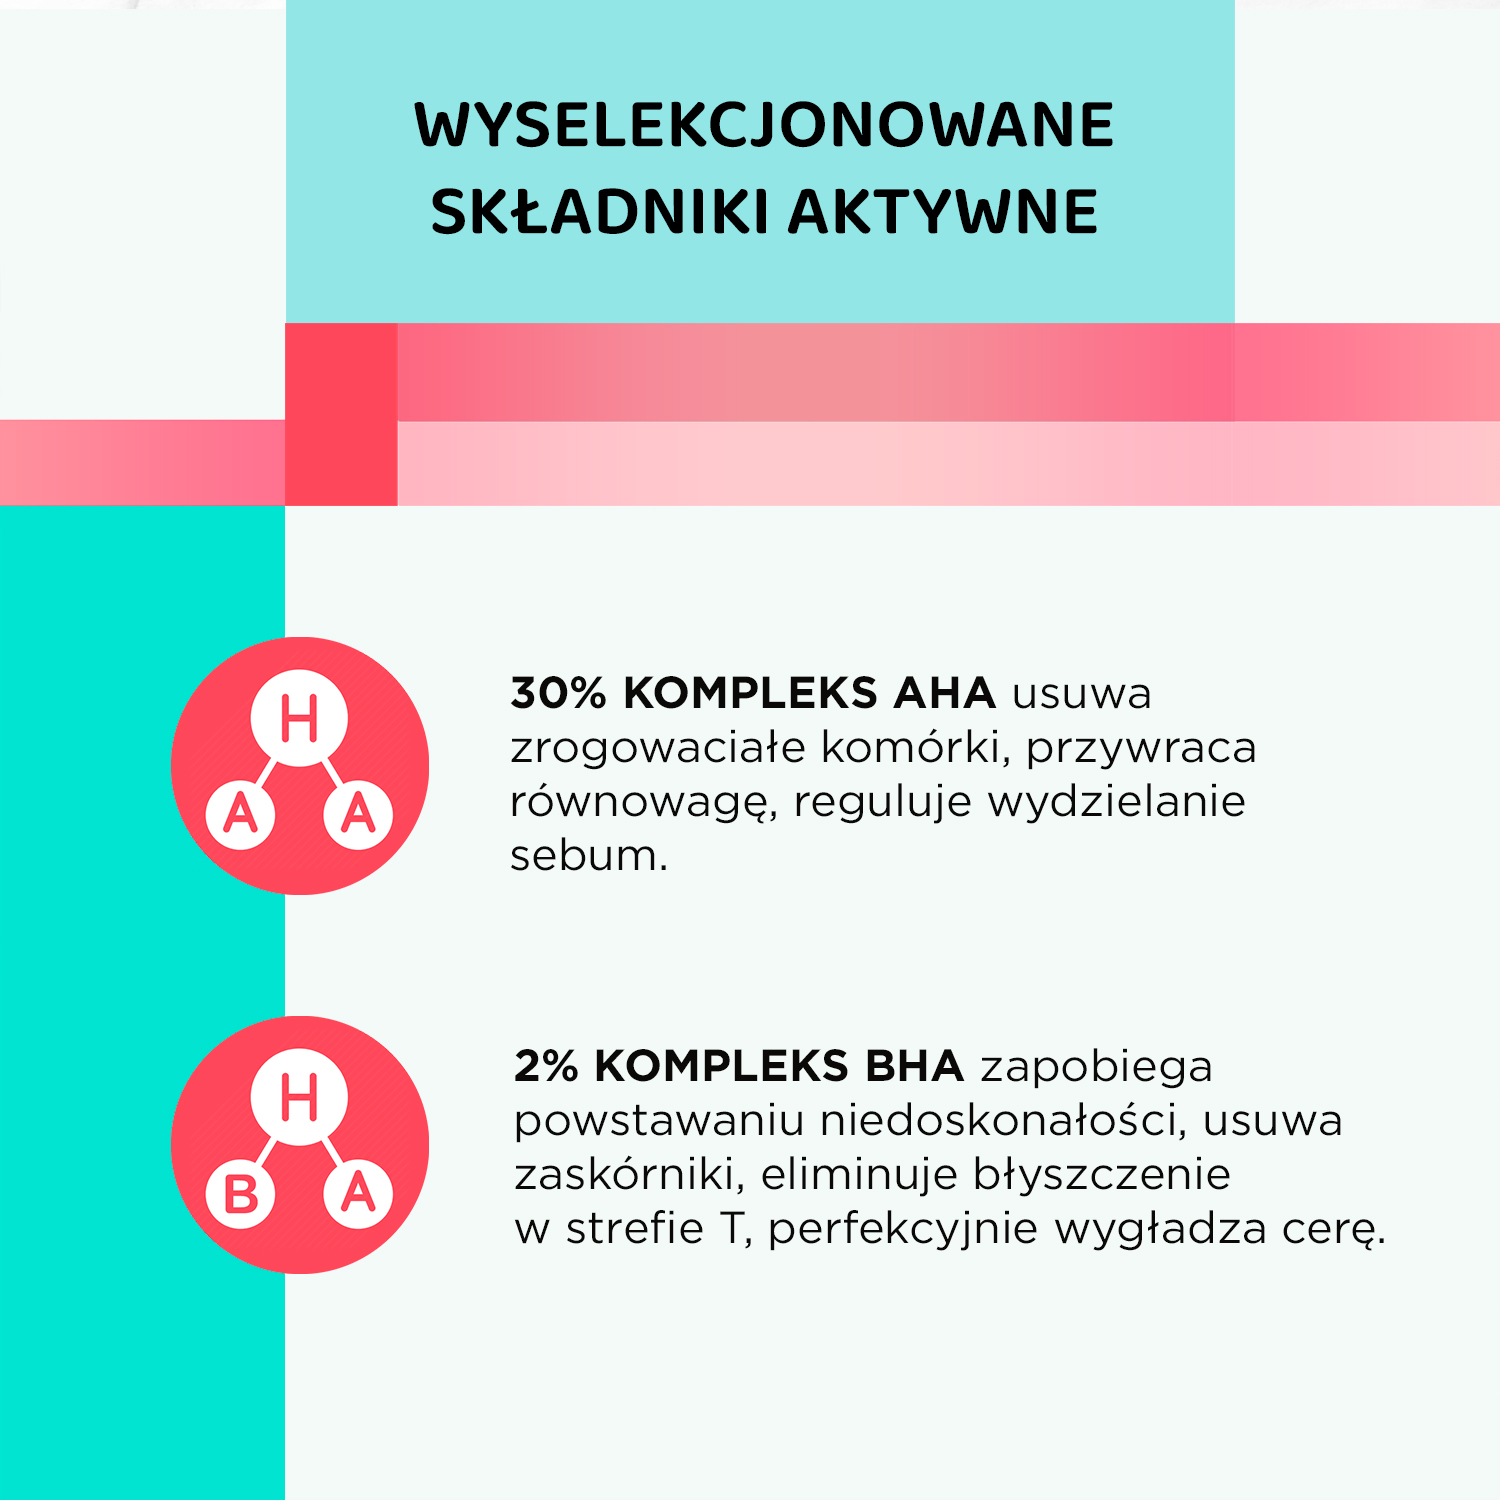 WYSELEKCJONOWANE
SKŁADNIKI AKTYWNE
H
A A
30% KOMPLEKS AHA usuwa
zrogowaciałe komórki, przywraca
równowagę, reguluje wydzielanie
sebum.
H
B A
2% KOMPLEKS BHA zapobiega
powstawaniu niedoskonałości, usuwa
zaskórniki, eliminuje błyszczenie
w strefie T, perfekcyjnie wygładza cerę.